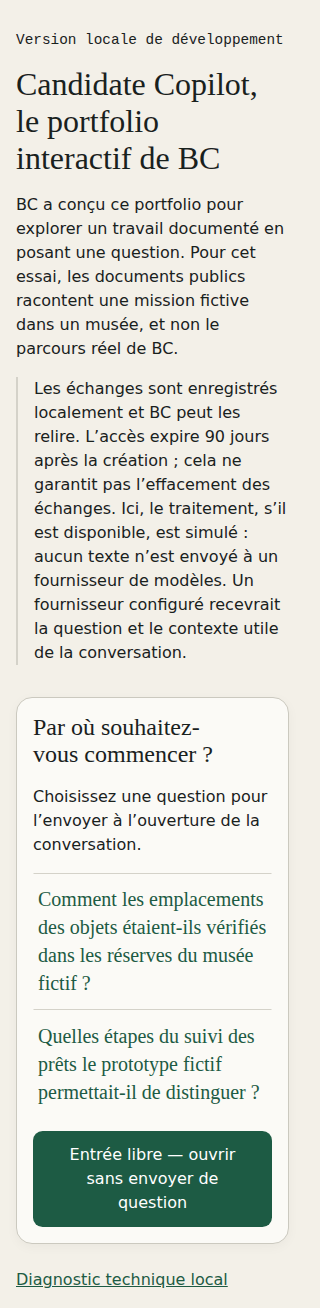 Version locale de développement
Candidate Copilot,
le portfolio
interactif de BC
BC a conçu ce portfolio pour
explorer un travail documenté en
posant une question. Pour cet
essai, les documents publics
racontent une mission fictive
dans un musée, et non le
parcours réel de BC.
Les échanges sont enregistrés
localement et BC peut les
relire. L’accès expire 90 jours
après la création ; cela ne
garantit pas l’effacement des
échanges. Ici, le traitement, s’il
est disponible, est simulé :
aucun texte n’est envoyé à un
fournisseur de modèles. Un
fournisseur configuré recevrait
la question et le contexte utile
de la conversation.
Par où souhaitez-
vous commencer ?
Choisissez une question pour
l’envoyer à l’ouverture de la
conversation.
Comment les emplacements
des objets étaient-ils vérifiés
dans les réserves du musée
fictif ?
Quelles étapes du suivi des
prêts le prototype fictif
permettait-il de distinguer ?
Entrée libre — ouvrir
sans envoyer de
question
Diagnostic technique local